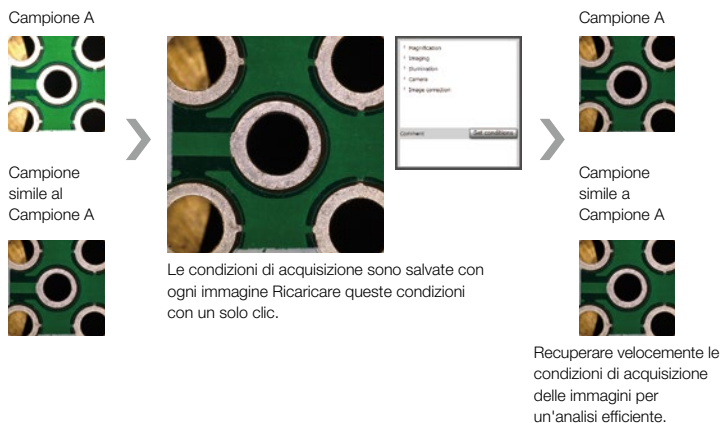 Campione A
Campione
simile al
Campione A
Magnification
Imaging
Illumination
Camera
Image correction
Comment
Get conditions
Le condizioni di acquisizione sono salvate con
ogni immagine Ricaricare queste condizioni
con un solo clic.
Campione A
Campione
simile a
Campione A
Recuperare velocemente le
condizioni di acquisizione
delle immagini per
un'analisi efficiente.